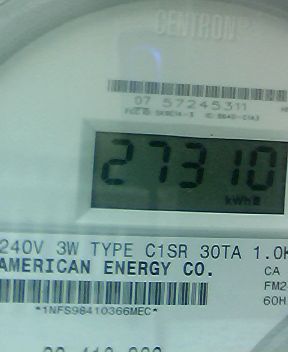 CENTRON
07 57245311
27310
kWh
240V 3W TYPE C1SR 30TA 1.0K
AMERICAN ENERGY CO.
CA
FM2
60H
*1NFS98410366MEC*